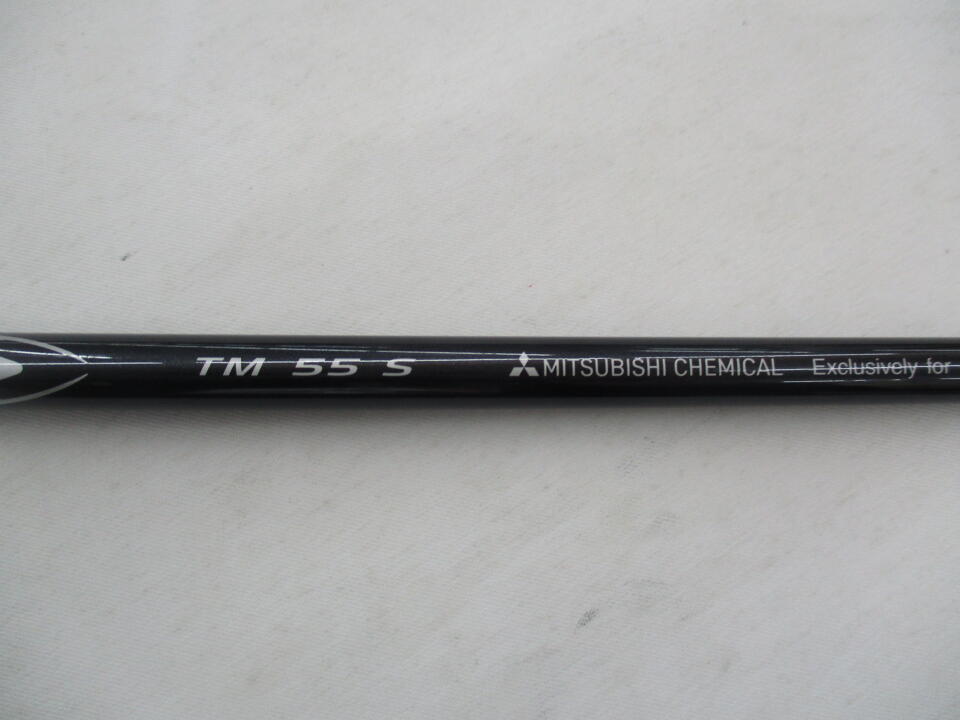 TM 55 S MITSUBISHI CHEMICAL Exclusively for